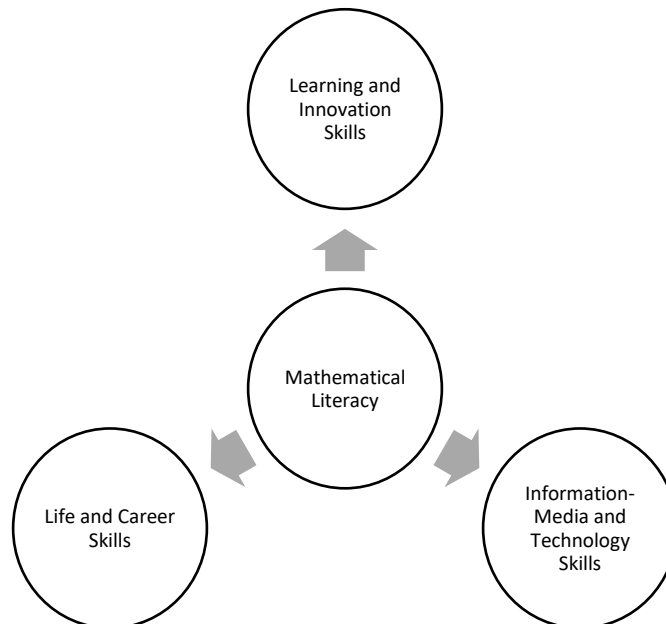 Learning and
Innovation
Skills
Mathematical
Literacy
Life and Career
Skills
Information-
Media and
Technology
Skills